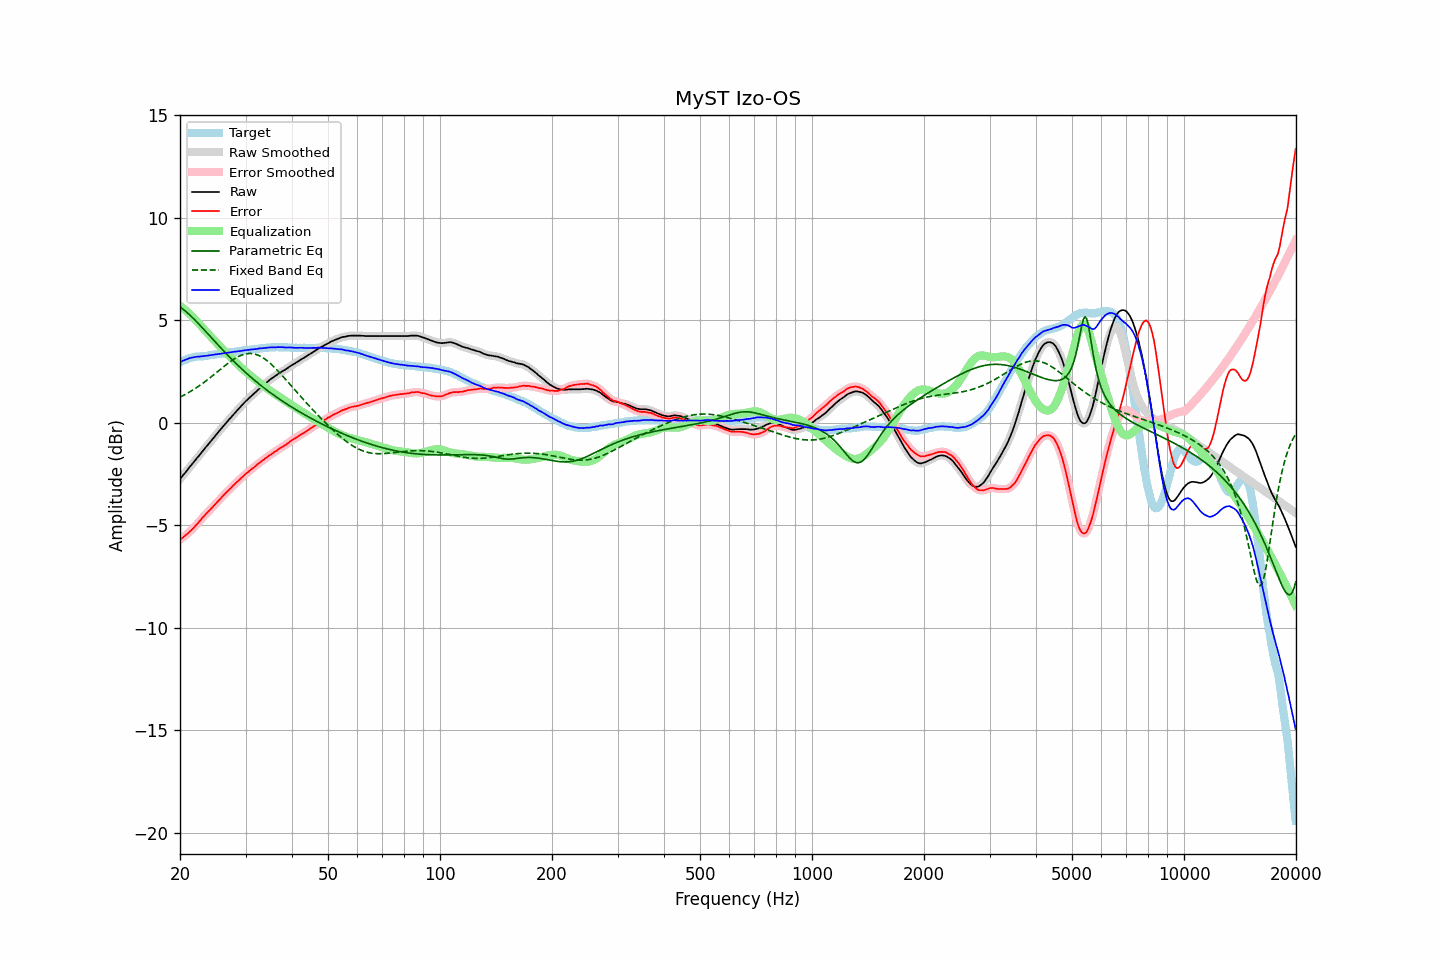 MyST Izo-OS
15
10
5
0
−5
−10
−15
−20
Amplitude (dBr)
Target
Raw Smoothed
Error Smoothed
Raw
Error
Equalization
Parametric Eq
Fixed Band Eq
Equalized
20 50 100 200 500 1000 2000 5000 10000 20000
Frequency (Hz)